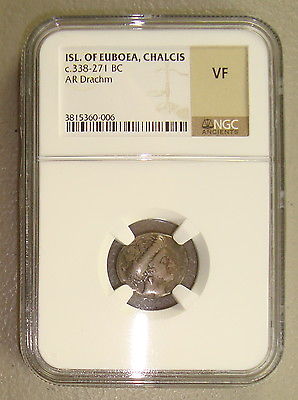 ISL. OF EUBOEA, CHALCIS
c.338-271 BC
AR Drachm
VF
3815360-006
NGC
ANCIENTS